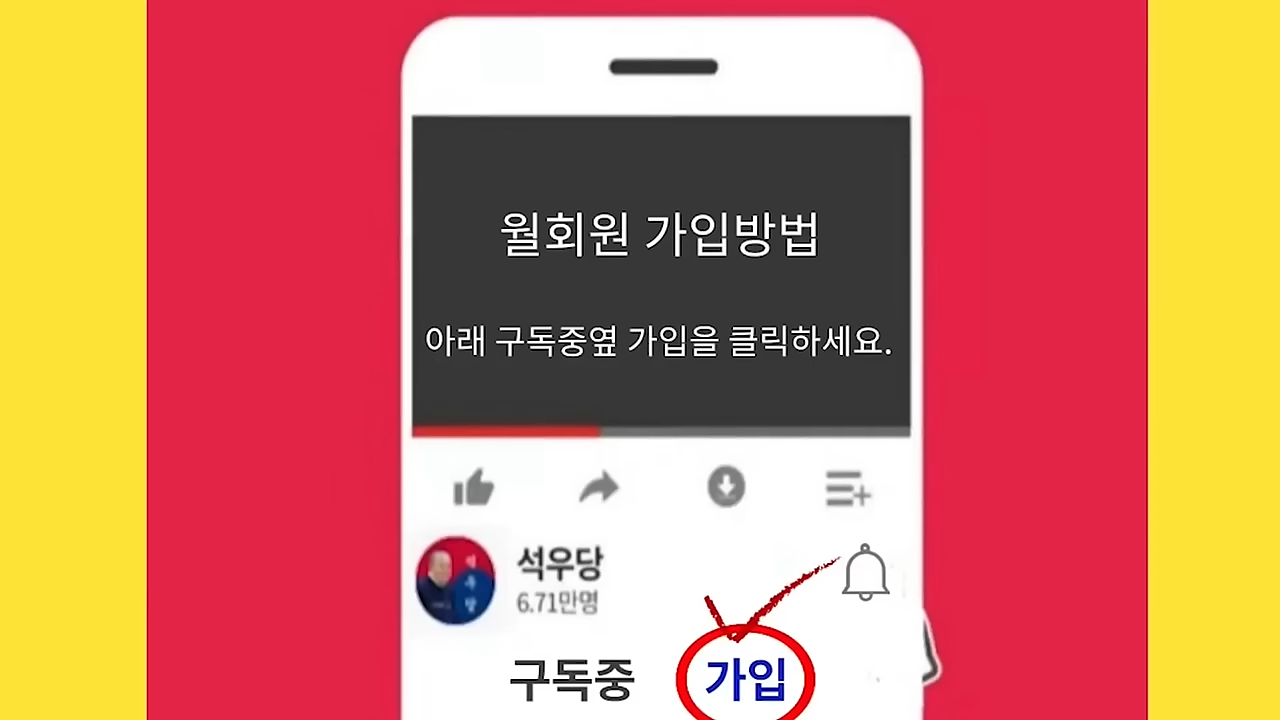 월회원 가입방법
아래 구독중옆 가입을 클릭하세요.
석우당
6.71만명
구독중 가입